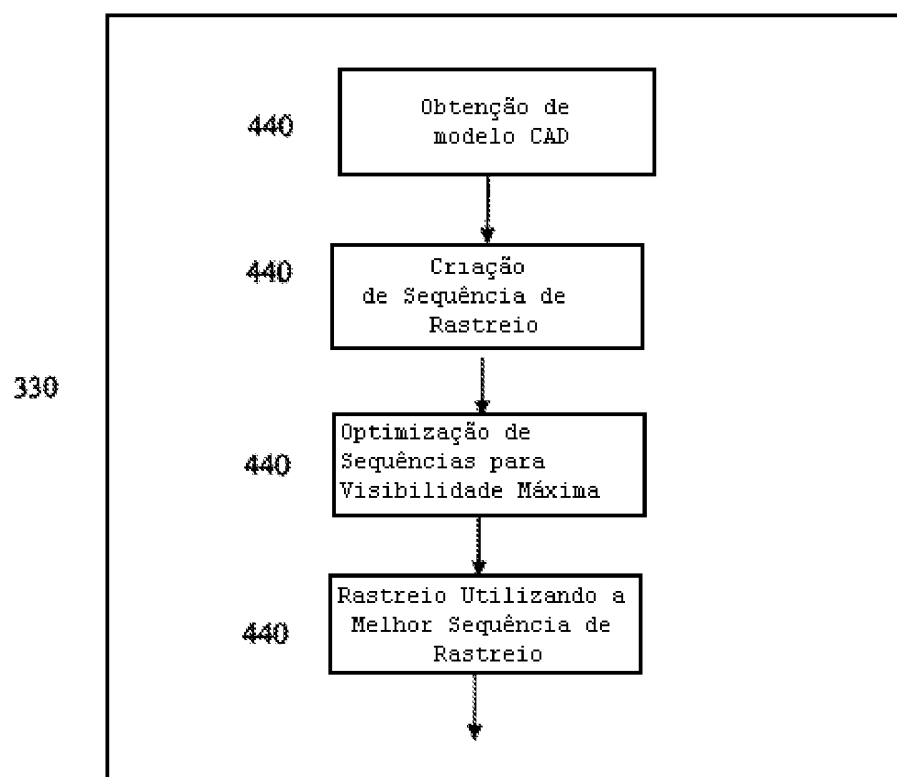 440
Obtenção de
modelo CAD
440
Crıação
de Sequência de
Rastreio
330
440
Optimização de
Sequências para
Visibilidade Máxima
440
Rastreio Utilizando a
Melhor Sequência de
Rastreio